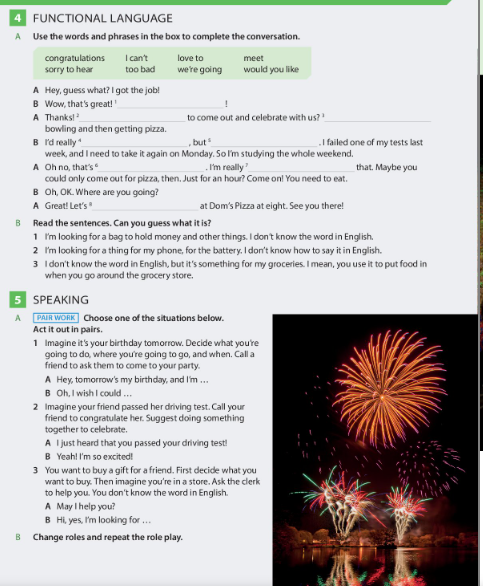 4 FUNCTIONAL LANGUAGE
A Use the words and phrases in the box to complete the conversation.
congratulations I can't love to meet
sorry to hear too bad we're going would you like
A Hey, guess what? I got the job!
B Wow, that's great! 1 !
A Thanks! 2 to come out and celebrate with us? 3
bowling and then getting pizza.
B I'd really 4 , but 5 . I failed one of my tests last
week, and I need to take it again on Monday. So I'm studying the whole weekend.
A Oh no, that's 6 . I'm really 7 that. Maybe you
could only come out for pizza, then. Just for an hour? Come on! You need to eat.
B Oh, OK. Where are you going?
A Great! Let's 8 at Dom's Pizza at eight. See you there!
B Read the sentences. Can you guess what it is?
1 I'm looking for a bag to hold money and other things. I don't know the word in English.
2 I'm looking for a thing for my phone, for the battery. I don't know how to say it in English.
3 I don't know the word in English, but it's something for my groceries. I mean, you use it to put food in
when you go around the grocery store.
5 SPEAKING
A PAIR WORK Choose one of the situations below.
Act it out in pairs.
1 Imagine it's your birthday tomorrow. Decide what you're
going to do, where you're going to go, and when. Call a
friend to ask them to come to your party.
A Hey, tomorrow's my birthday, and I'm …
B Oh, I wish I could …
2 Imagine your friend passed her driving test. Call your
friend to congratulate her. Suggest doing something
together to celebrate.
A I just heard that you passed your driving test!
B Yeah! I'm so excited!
3 You want to buy a gift for a friend. First decide what you
want to buy. Then imagine you're in a store. Ask the clerk
to help you. You don't know the word in English.
A May I help you?
B Hi, yes, I'm looking for …
B Change roles and repeat the role play.